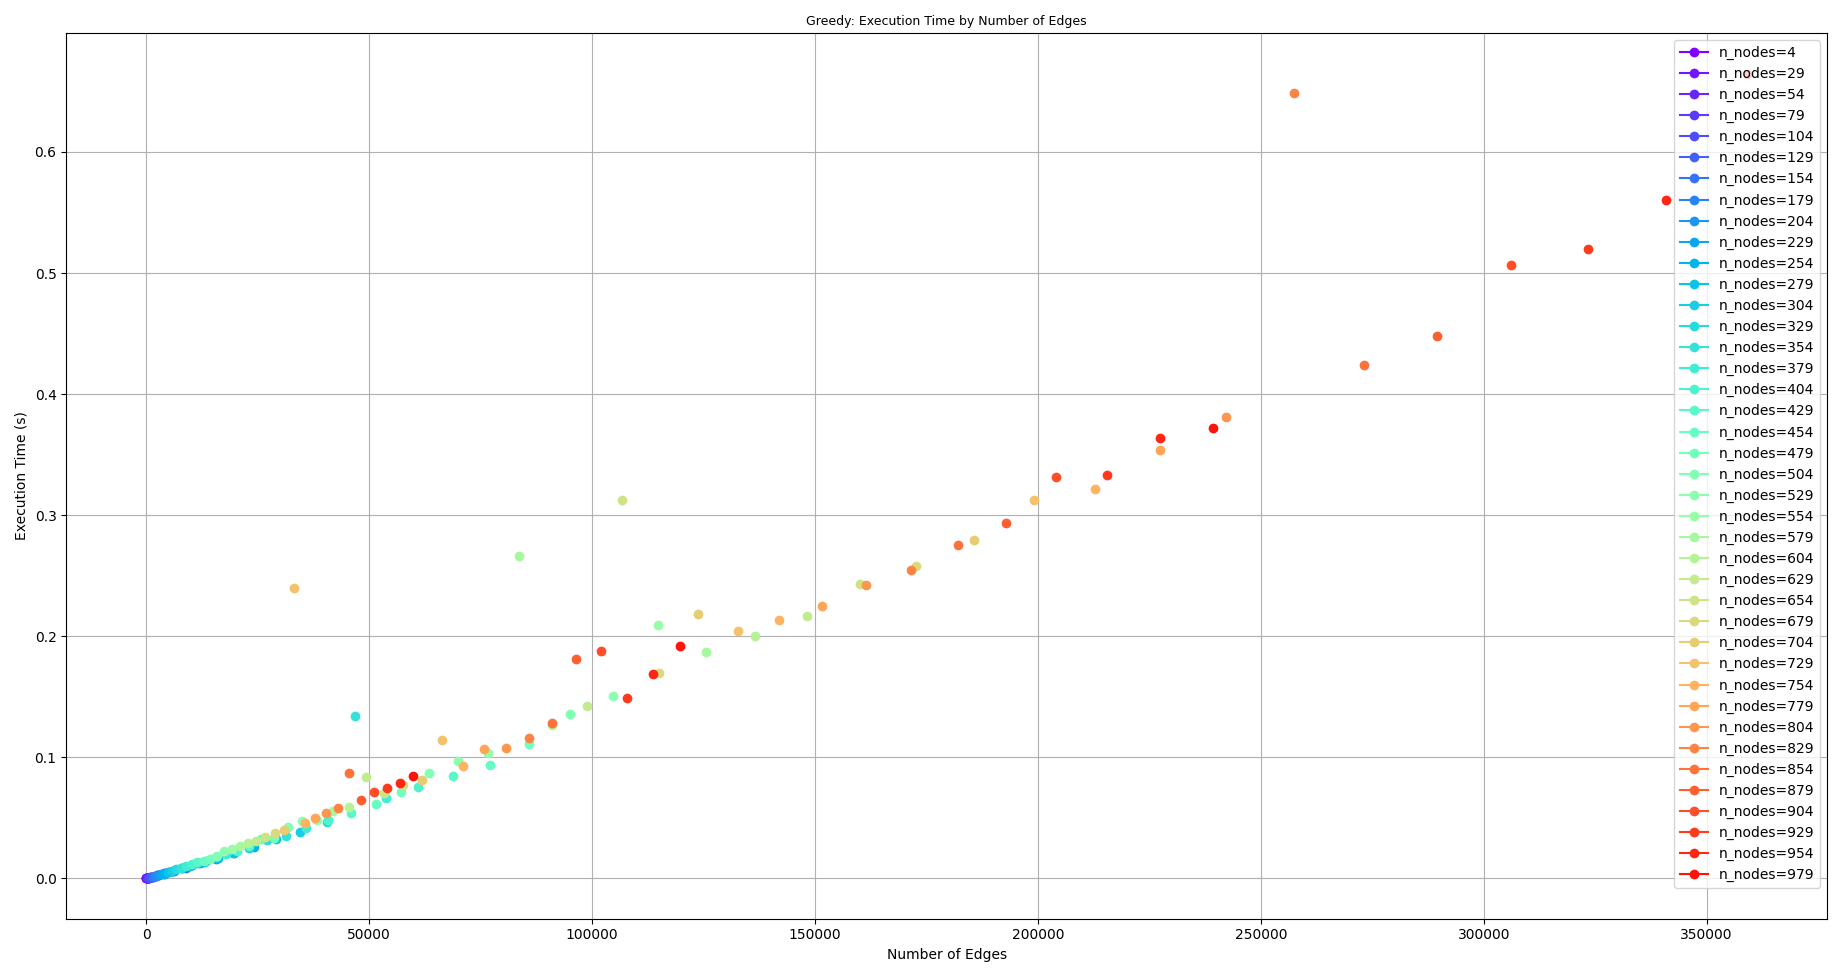 Greedy: Execution Time by Number of Edges
n_nodes=4
n_nodes=29
n_nodes=54
n_nodes=79
n_nodes=104
n_nodes=129
n_nodes=154
n_nodes=179
n_nodes=204
n_nodes=229
n_nodes=254
n_nodes=279
n_nodes=304
n_nodes=329
n_nodes=354
n_nodes=379
n_nodes=404
n_nodes=429
n_nodes=454
n_nodes=479
n_nodes=504
n_nodes=529
n_nodes=554
n_nodes=579
n_nodes=604
n_nodes=629
n_nodes=654
n_nodes=679
n_nodes=704
n_nodes=729
n_nodes=754
n_nodes=779
n_nodes=804
n_nodes=829
n_nodes=854
n_nodes=879
n_nodes=904
n_nodes=929
n_nodes=954
n_nodes=979
Execution Time (s)
0.6
0.5
0.4
0.3
0.2
0.1
0.0
0 50000 100000 150000 200000 250000 300000 350000
Number of Edges